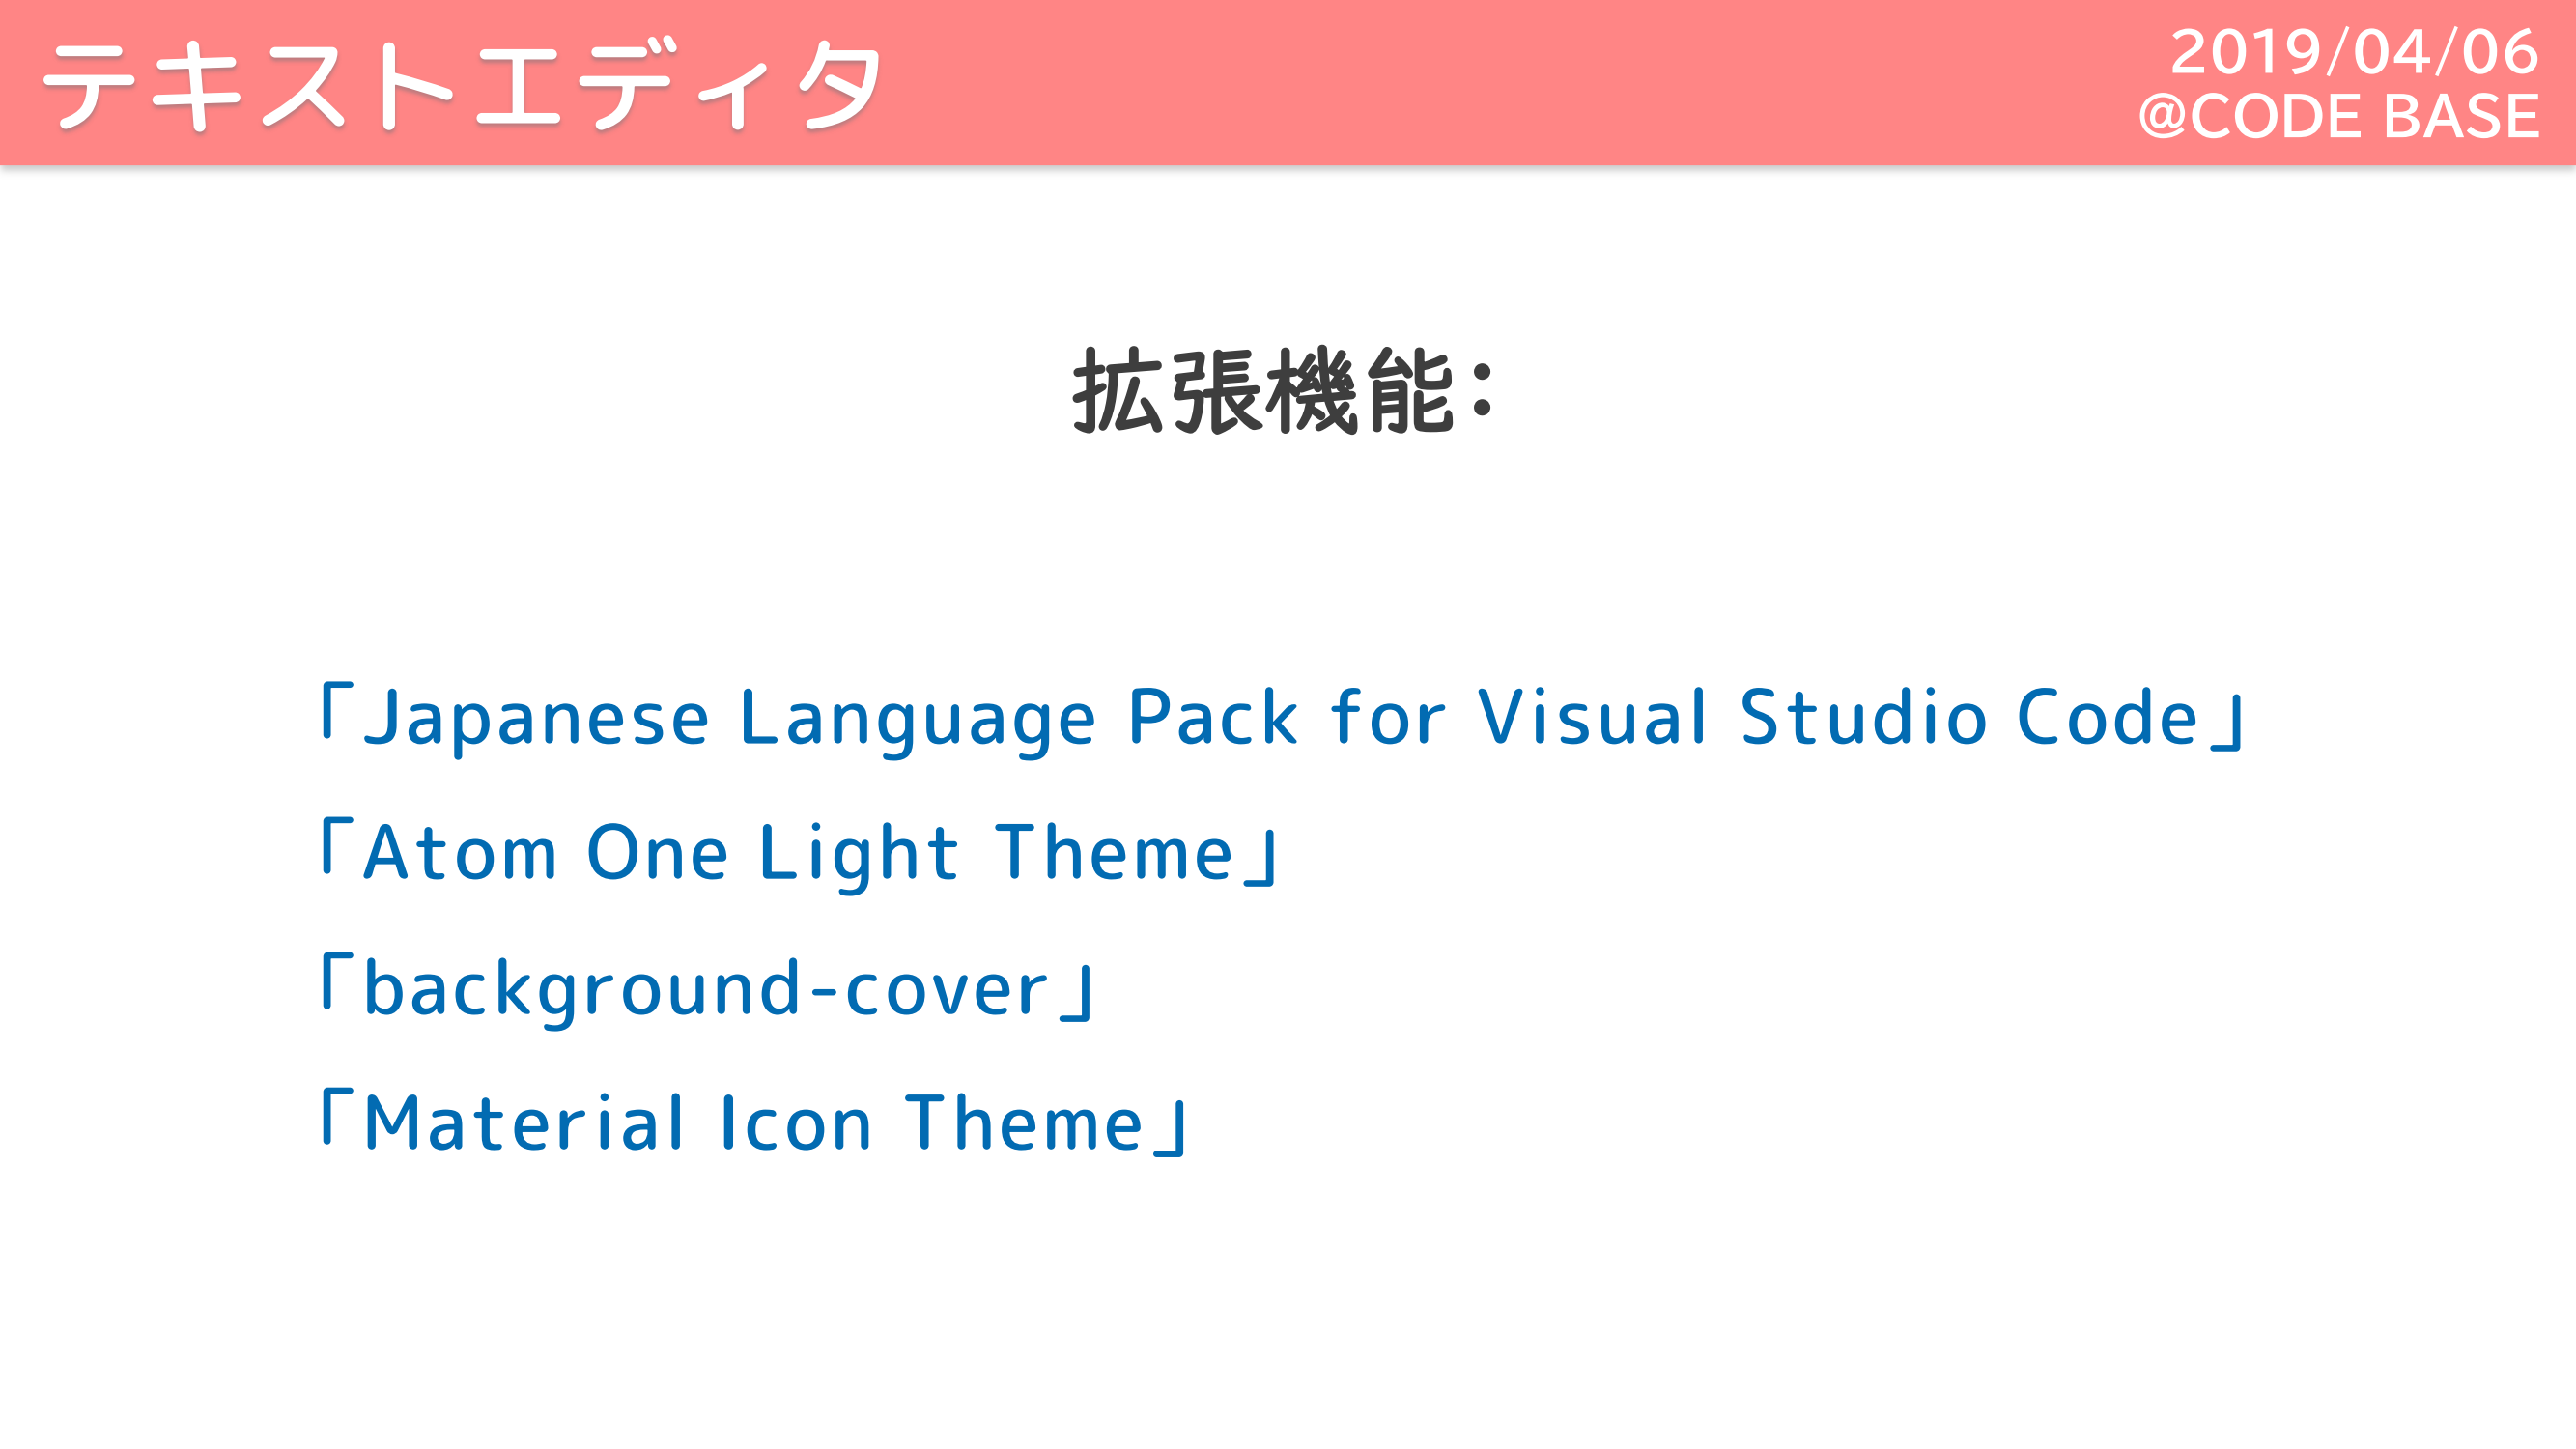 テキストエディタ
2019/04/06
@CODE BASE
拡張機能:
「Japanese Language Pack for Visual Studio Code」
「Atom One Light Theme」
「background-cover」
「Material Icon Theme」